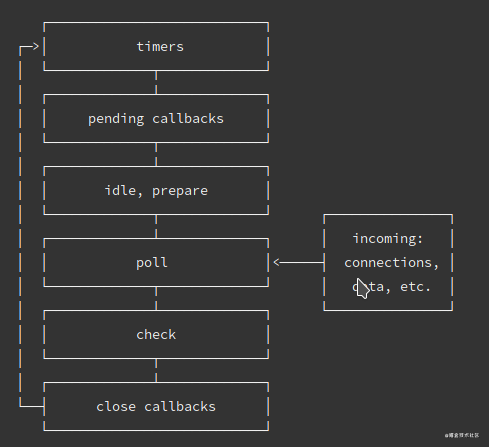 timers
pending callbacks
idle, prepare
poll
incoming:
connections,
data, etc.
check
close callbacks
@稀土掘金技术社区